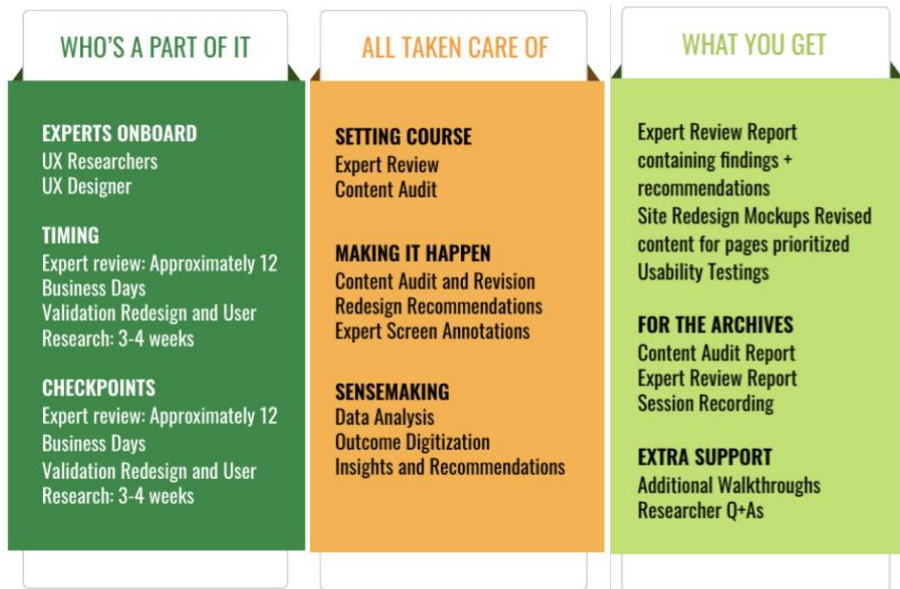 WHO'S A PART OF IT
EXPERTS ONBOARD
UX Researchers
UX Designer
TIMING
Expert review: Approximately 12
Business Days
Validation Redesign and User
Research: 3-4 weeks
CHECKPOINTS
Expert review: Approximately 12
Business Days
Validation Redesign and User
Research: 3-4 weeks
ALL TAKEN CARE OF
SETTING COURSE
Expert Review
Content Audit
MAKING IT HAPPEN
Content Audit and Revision
Redesign Recommendations
Expert Screen Annotations
SENSEMAKING
Data Analysis
Outcome Digitization
Insights and Recommendations
WHAT YOU GET
Expert Review Report
containing findings +
recommendations
Site Redesign Mockups Revised
content for pages prioritized
Usability Testings
FOR THE ARCHIVES
Content Audit Report
Expert Review Report
Session Recording
EXTRA SUPPORT
Additional Walkthroughs
Researcher Q+As